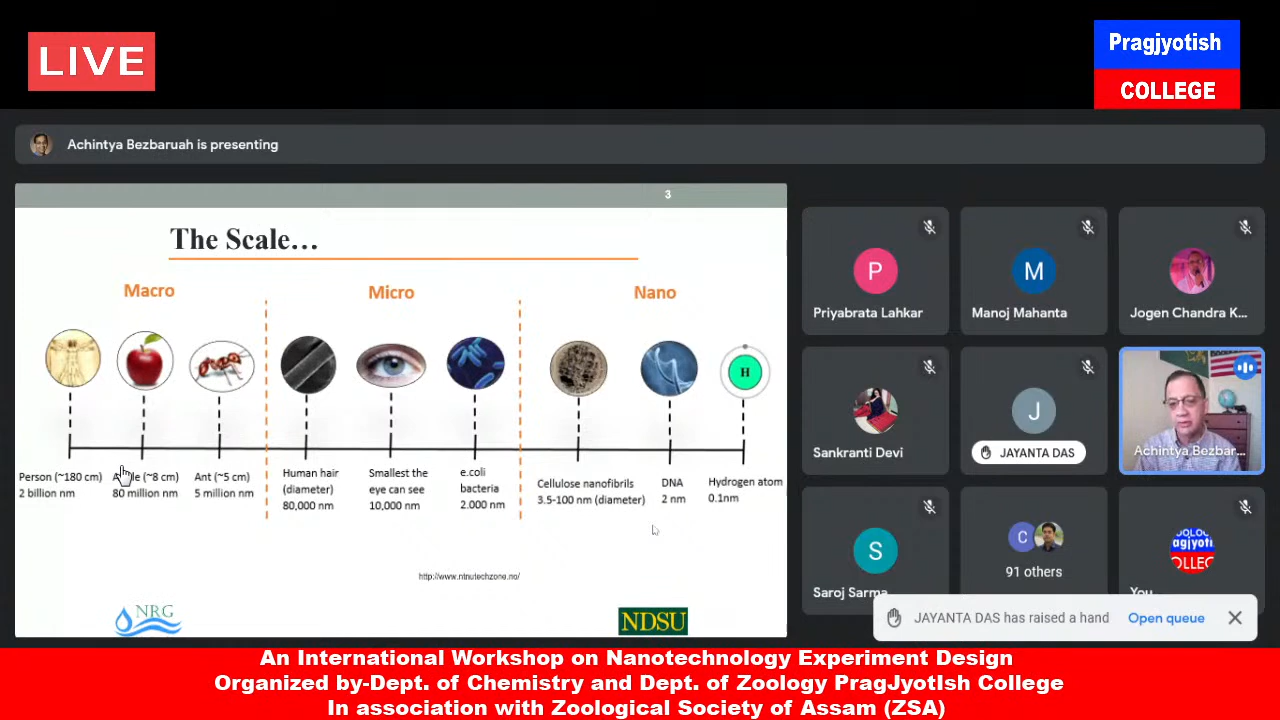 LIVE
Pragjyotish
COLLEGE
Achintya Bezbaruah is presenting
3
The Scale...
Macro
Micro
Nano
H
Person (~180 cm)
2 billion nm
(~8 cm)
80 million nm
Ant (~5 cm)
5 million nm
Human hair
(diameter)
80,000 nm
Smallest the
eye can see
10,000 nm
e.coli
bacteria
2.000 nm
Cellulose nanofibrils
3.5-100 nm (diameter)
DNA
2 nm
Hydrogen atom
0.1nm
http://www.ntnutechzone.no/
NRG
NDSU
P
Priyabrata Lahkar
M
Manoj Mahanta
Jogen Chandra K...
Sankranti Devi
J
JAYANTA DAS
Achintya Bezbar...
S
Saroj Sarma
C
91 others
agjyoti
You
JAYANTA DAS has raised a hand
Open queue
An International Workshop on Nanotechnology Experiment Design
Organized by-Dept. of Chemistry and Dept. of Zoology PragJyotIsh College
In association with Zoological Society of Assam (ZSA)